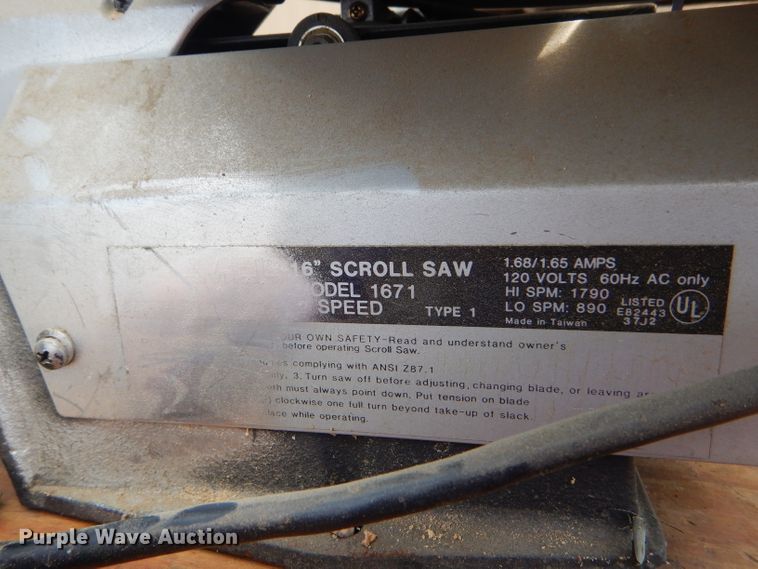 16" SCROLL SAW
MODEL 1671
SPEED TYPE 1
1.68/1.65 AMPS
120 VOLTS 60Hz AC only
HI SPM: 1790
LO SPM: 890
Made in Taiwan
LISTED
E82443
37J2
UL
OUR OWN SAFETY-Read and understand owner's
before operating Scroll Saw.
complying with ANSI Z87.1
only. 3. Turn saw off before adjusting, changing blade, or leaving
must always point down. Put tension on blade
clockwise one full turn beyond take-up of slack.
while operating.
Purple Wave Auction